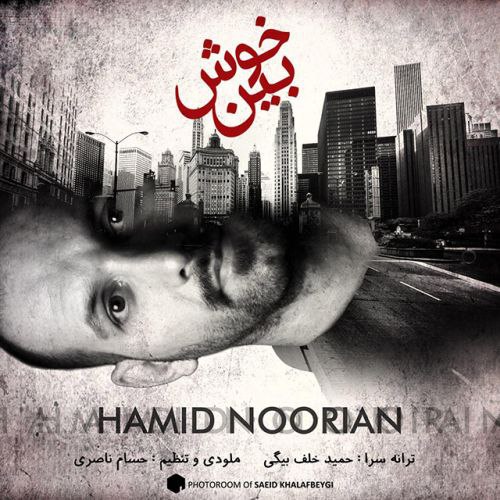 خوش
بین
HAMID NOORIAN
ترانه سرا : حمید خلف بیگی   ملودی و تنظیم : حسام ناصری
PHOTOROOM OF SAEID KHALAFBEYGI